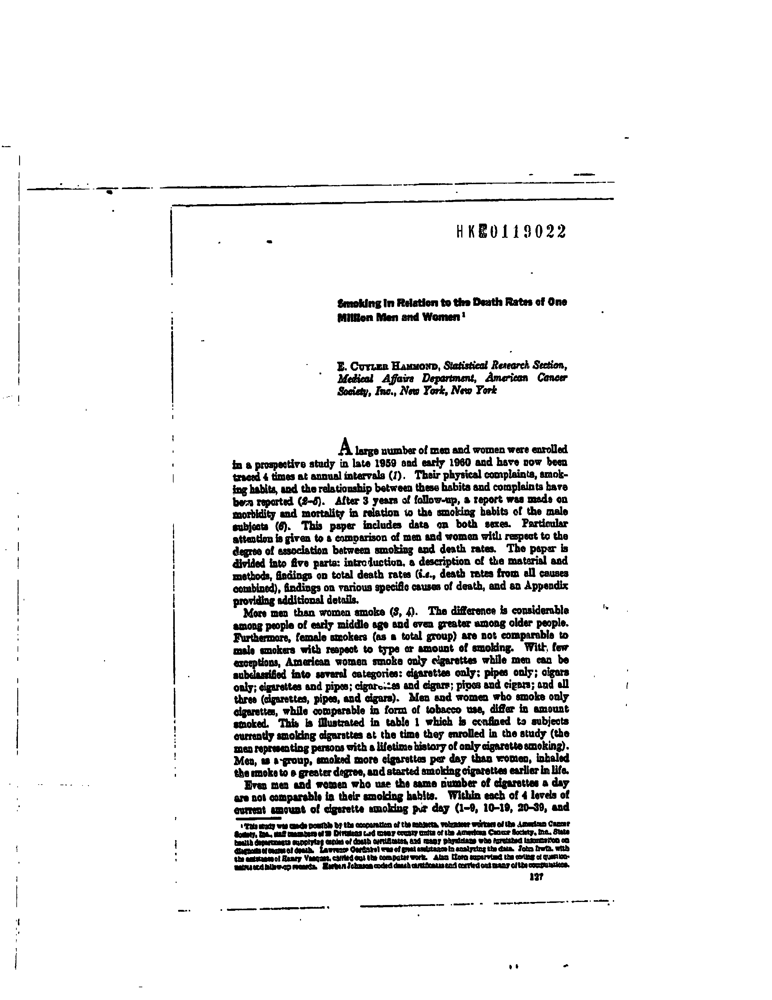 HKE0119022
Smoking in Relation to the Death Rates of One
Million Men and Women 1
E. CUYLER HAMMOND, Statistical Research Section,
Medical Affairs Department, American Cancer
Society, Inc., New York, New York
A large number of men and women were enrolled
in a prospective study in late 1959 and early 1960 and have now been
traced 4 times at annual intervals (1). Their physical complaints, smok-
ing habits, and the relationship between these habits and complaints have
been reported (2-5). After 3 years of follow-up, a report was made on
morbidity and mortality in relation to the smoking habits of the male
subjects (6). This paper includes data on both sexes. Particular
attention is given to a comparison of men and women with respect to the
degree of association between smoking and death rates. The paper is
divided into five parts: introduction, a description of the material and
methods, findings on total death rates (i.e., death rates from all causes
combined), findings on various specific causes of death, and an Appendix
providing additional details.
More men than women smoke (3, 4). The difference is considerable
among people of early middle age and even greater among older people.
Furthermore, female smokers (as a total group) are not comparable to
male smokers with respect to type or amount of smoking. With few
exceptions, American women smoke only cigarettes while men can be
subclassified into several categories: cigarettes only; pipes only; cigars
only; cigarettes and pipes; cigarettes and cigars; pipes and cigars; and all
three (cigarettes, pipes, and cigars). Men and women who smoke only
cigarettes, while comparable in form of tobacco use, differ in amount
smoked. This is illustrated in table 1 which is confined to subjects
currently smoking cigarettes at the time they enrolled in the study (the
men representing persons with a lifetime history of only cigarette smoking).
Men, as a group, smoked more cigarettes per day than women, inhaled
the smoke to a greater degree, and started smoking cigarettes earlier in life.
Even men and women who use the same number of cigarettes a day
are not comparable in their smoking habits. Within each of 4 levels of
current amount of cigarette smoking per day (1-9, 10-19, 20-39, and
1 This study was made possible by the cooperation of the subjects, volunteer workers of the American Cancer
Society, Inc., staff members of Divisions and many county units of the American Cancer Society, Inc., State
health departments supplying copies of death certificates, and many physicians who furnished information on
diagnosis of causes of death. Lawrence Garfinkel was of great assistance in analyzing the data. John Irwth, with
the assistance of Henry Vasquez, carried out the computer work. Alan Horn supervised the coding of question-
naires and follow-up records. Herben Johnson coded death certificates and carried out many of the computations.
127